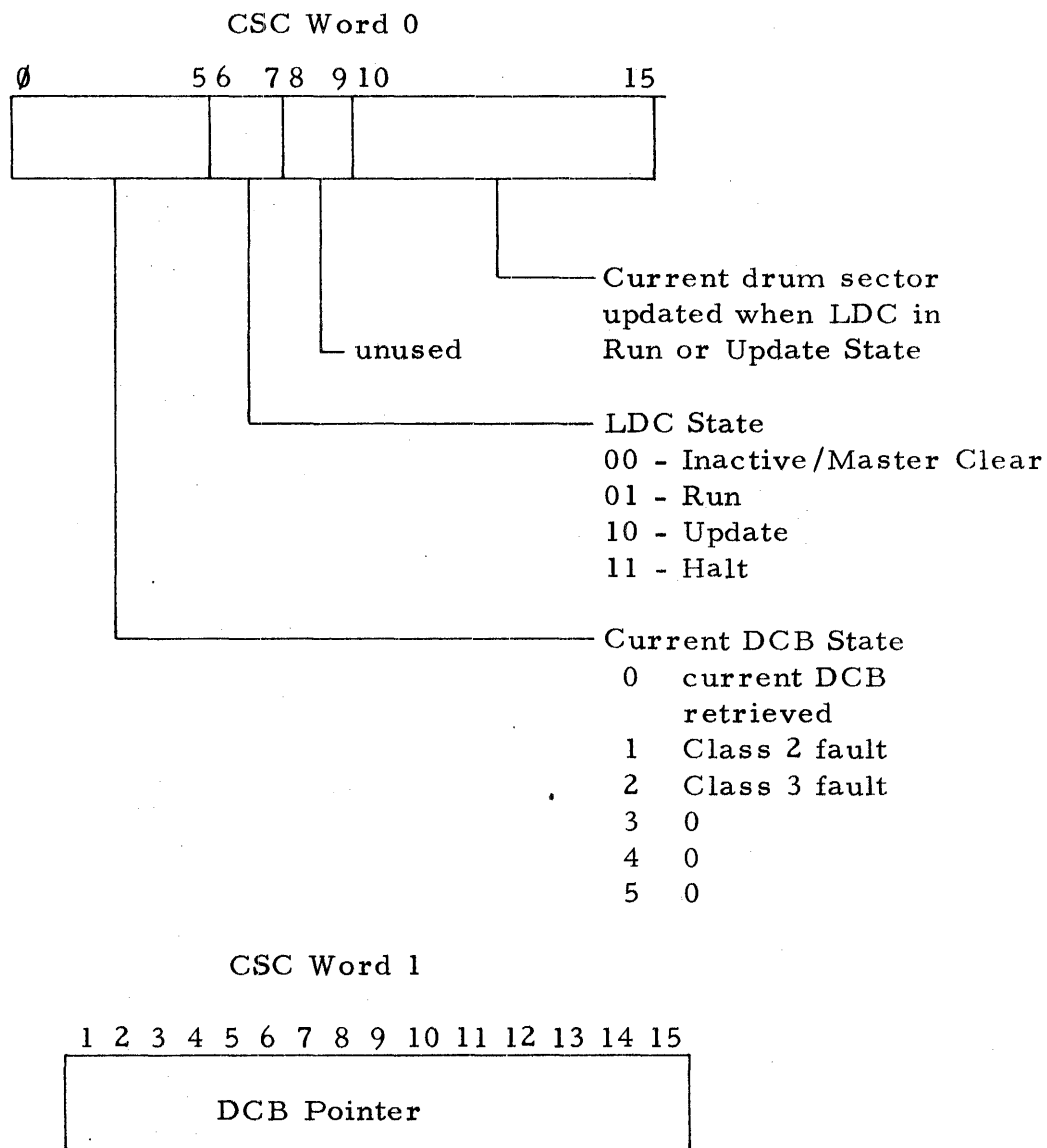 CSC Word 0
Ø 5 6 7 8 9 10 15
Current drum sector
updated when LDC in
Run or Update State
unused
LDC State
00 - Inactive/Master Clear
01 - Run
10 - Update
11 - Halt
Current DCB State
0 current DCB
retrieved
1 Class 2 fault
2 Class 3 fault
3 0
4 0
5 0
CSC Word 1
1 2 3 4 5 6 7 8 9 10 11 12 13 14 15
DCB Pointer